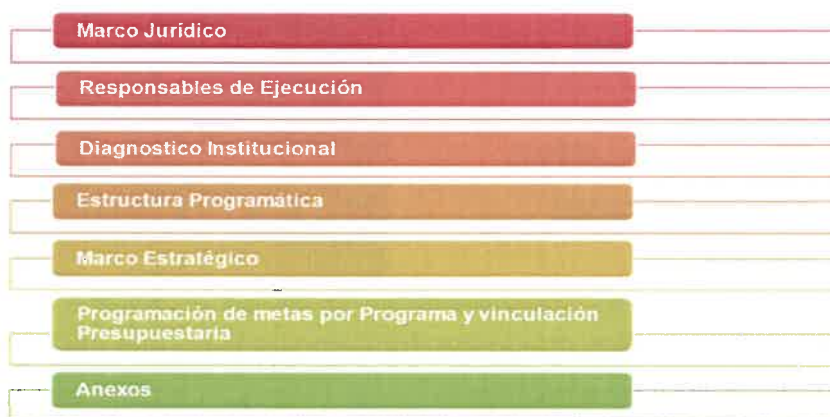 Marco Jurídico
Responsables de Ejecución
Diagnostico Institucional
Estructura Programática
Marco Estratégico
Programación de metas por Programa y vinculación
Presupuestaria
Anexos